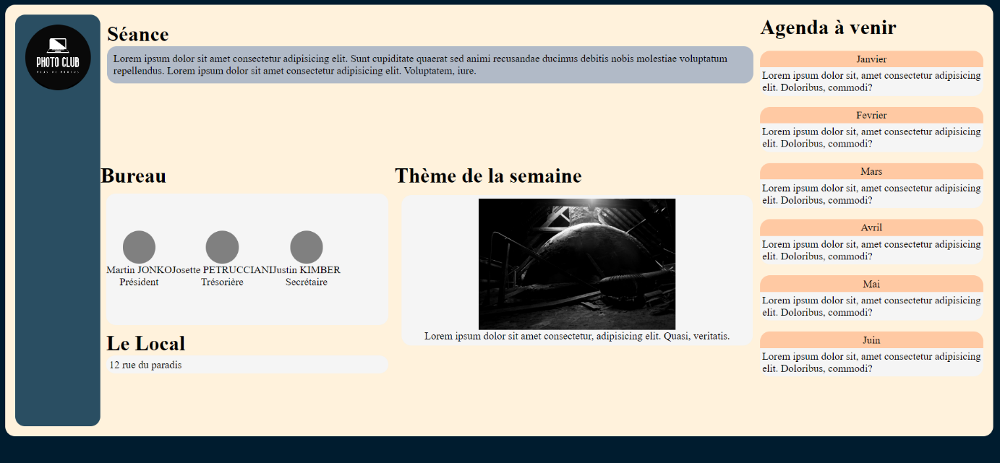 PHOTO CLUB
Séance
Lorem ipsum dolor sit amet consectetur adipisicing elit. Sunt cupiditate quaerat sed animi recusandae ducimus debitis nobis molestiae voluptatum
repellendus. Lorem ipsum dolor sit amet consectetur adipisicing elit. Voluptatem, iure.
Bureau
Martin JONKO
Président
Josette PETRUCCIANI
Trésorière
Justin KIMBER
Secrétaire
Le Local
12 rue du paradis
Thème de la semaine
Lorem ipsum dolor sit amet consectetur, adipisicing elit. Quasi, veritatis.
Agenda à venir
Janvier
Lorem ipsum dolor sit, amet consectetur adipisicing
elit. Doloribus, commodi?
Fevrier
Lorem ipsum dolor sit, amet consectetur adipisicing
elit. Doloribus, commodi?
Mars
Lorem ipsum dolor sit, amet consectetur adipisicing
elit. Doloribus, commodi?
Avril
Lorem ipsum dolor sit, amet consectetur adipisicing
elit. Doloribus, commodi?
Mai
Lorem ipsum dolor sit, amet consectetur adipisicing
elit. Doloribus, commodi?
Juin
Lorem ipsum dolor sit, amet consectetur adipisicing
elit. Doloribus, commodi?